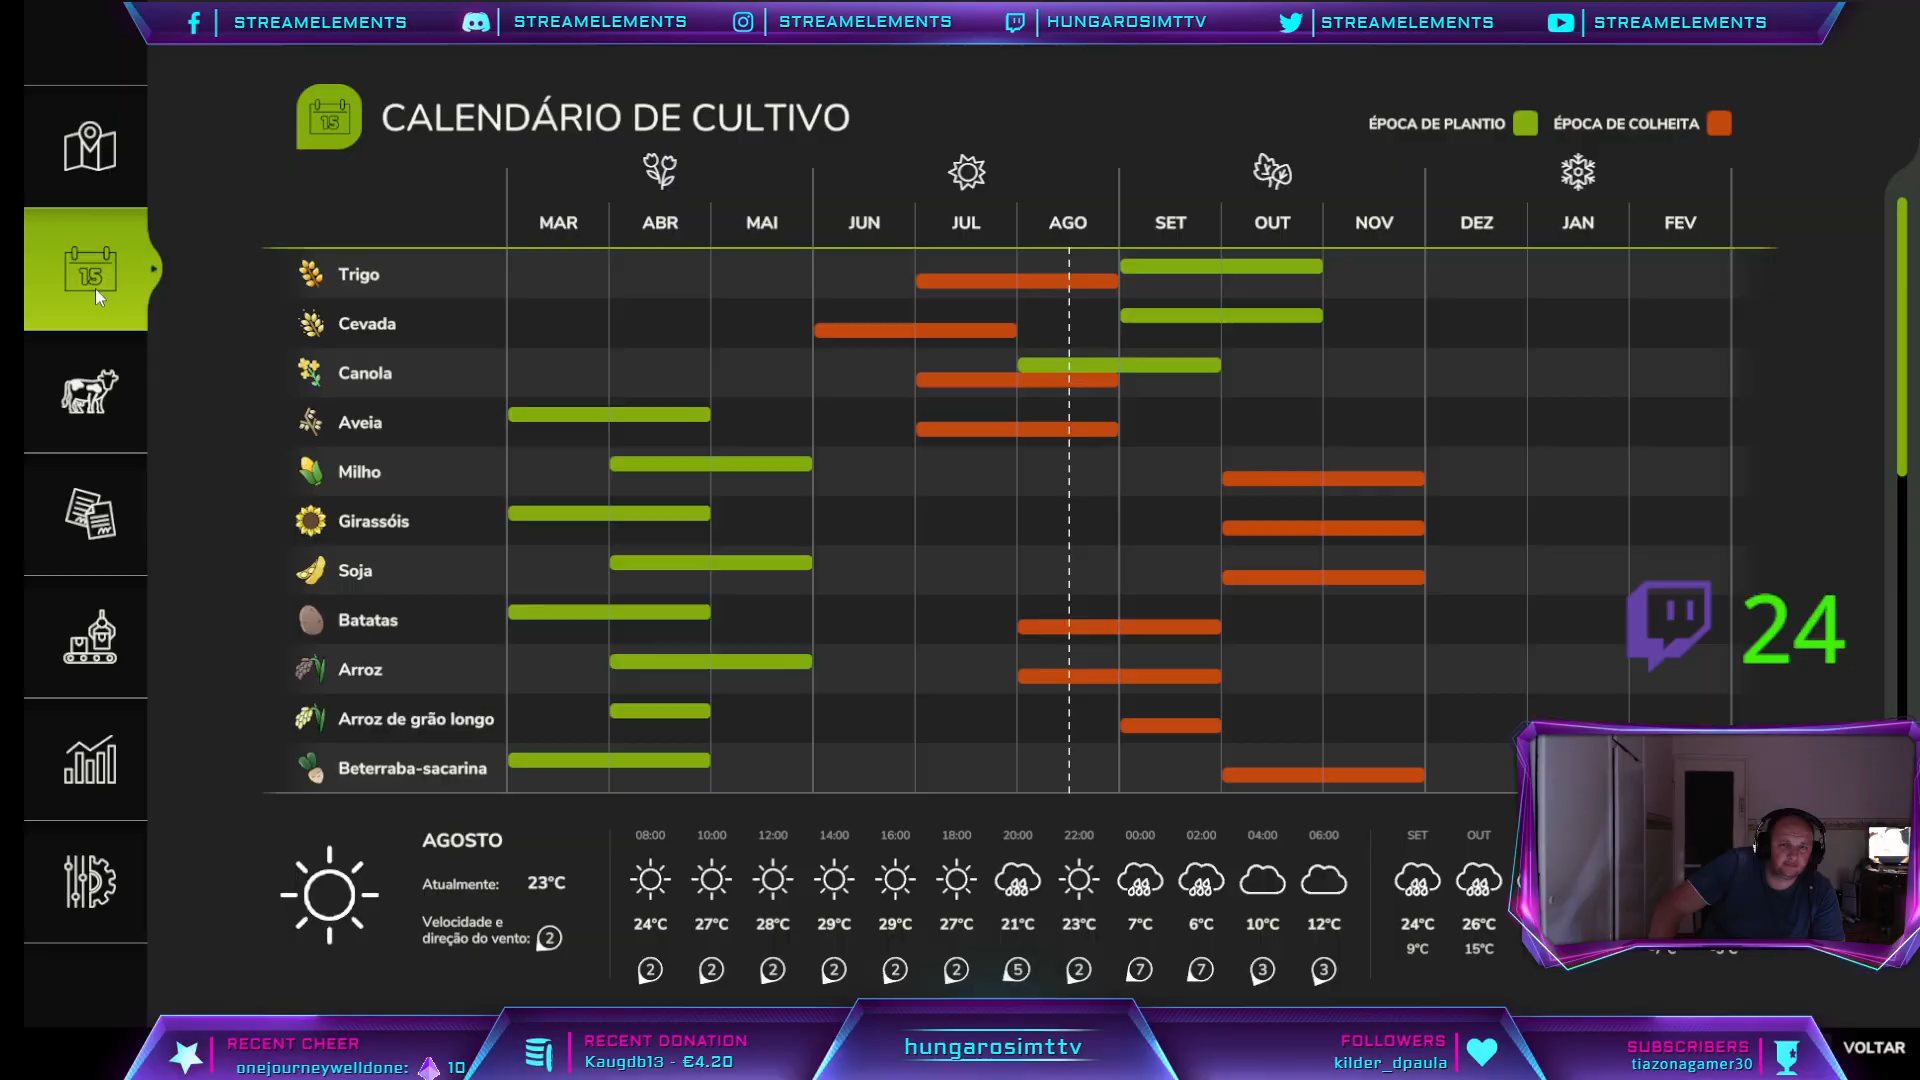 STREAMELEMENTS
STREAMELEMENTS
STREAMELEMENTS
HUNGAROSIMTTV
STREAMELEMENTS
STREAMELEMENTS
15
CALENDÁRIO DE CULTIVO
ÉPOCA DE PLANTIO
ÉPOCA DE COLHEITA
MAR ABR MAI JUN JUL AGO SET OUT NOV DEZ JAN FEV
15
Trigo
Cevada
Canola
Aveia
Milho
Girassóis
Soja
Batatas
Arroz
Arroz de grão longo
Beterraba-sacarina
24
AGOSTO
Atualmente: 23°C
Velocidade e
direção do vento: 2
08:00 10:00 12:00 14:00 16:00 18:00 20:00 22:00 00:00 02:00 04:00 06:00
24°C 27°C 28°C 29°C 29°C 27°C 21°C 23°C 7°C 6°C 10°C 12°C
2 2 2 2 2 2 5 2 7 7 3 3
SET OUT
24°C 26°C
9°C 15°C
RECENT CHEER
onejourneywelldone: 10
RECENT DONATION
Kaugdb13 - €4.20
hungarosimttv
FOLLOWERS
kilder_dpaula
SUBSCRIBERS
tiazonagamer30
VOLTAR